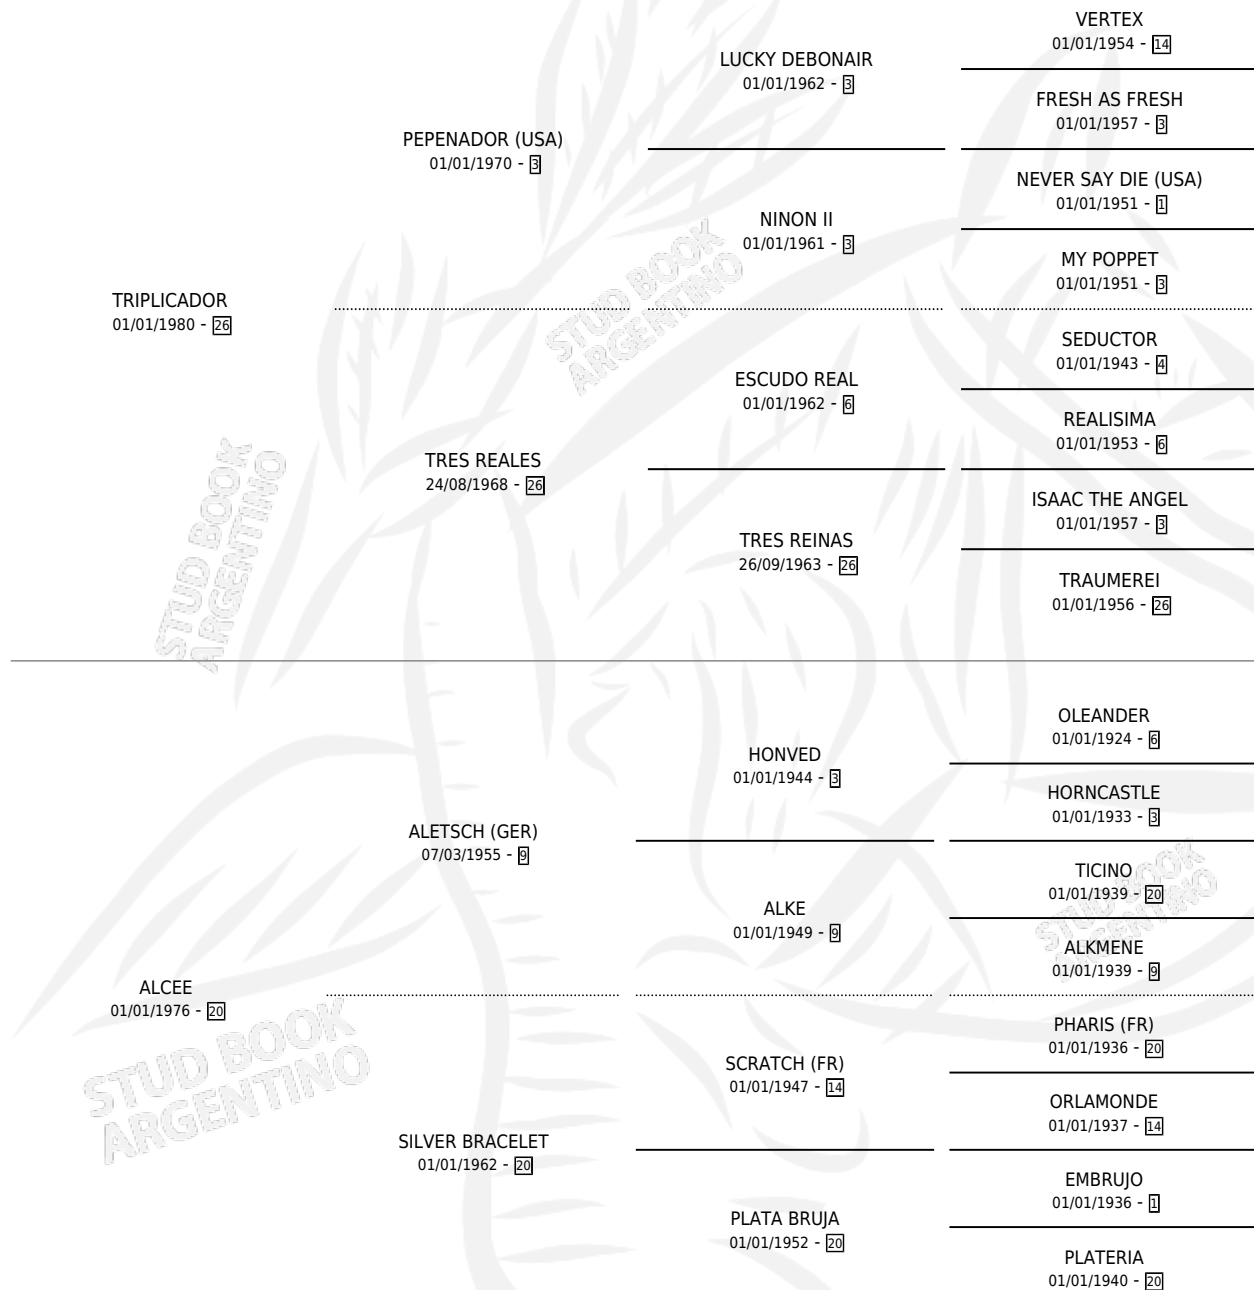 VERTEX
01/01/1954 - 14
LUCKY DEBONAIR
01/01/1962 - 3
FRESH AS FRESH
01/01/1957 - 3
PEPENADOR (USA)
01/01/1970 - 3
NEVER SAY DIE (USA)
01/01/1951 - 1
NINON II
01/01/1961 - 3
MY POPPET
01/01/1951 - 3
TRIPLICADOR
01/01/1980 - 26
STUD BOOK
ARGENTINO
SEDUCTOR
01/01/1943 - 4
ESCUDO REAL
01/01/1962 - 6
REALISIMA
01/01/1953 - 6
TRES REALES
24/08/1968 - 26
ISAAC THE ANGEL
01/01/1957 - 3
TRES REINAS
26/09/1963 - 26
TRAUMEREI
01/01/1956 - 26
STUD BOOK
ARGENTINO
OLEANDER
01/01/1924 - 6
HONVED
01/01/1944 - 3
HORNCASTLE
01/01/1933 - 3
ALETSCH (GER)
07/03/1955 - 9
TICINO
01/01/1939 - 20
ALKE
01/01/1949 - 9
STUD BOOK
ARGENTINO
ALKMENE
01/01/1939 - 9
ALCEE
01/01/1976 - 20
STUD BOOK
ARGENTINO
PHARIS (FR)
01/01/1936 - 20
SCRATCH (FR)
01/01/1947 - 14
ORLAMONDE
01/01/1937 - 14
SILVER BRACELET
01/01/1962 - 20
EMBRUJO
01/01/1936 - 1
PLATA BRUJA
01/01/1952 - 20
PLATERIA
01/01/1940 - 20